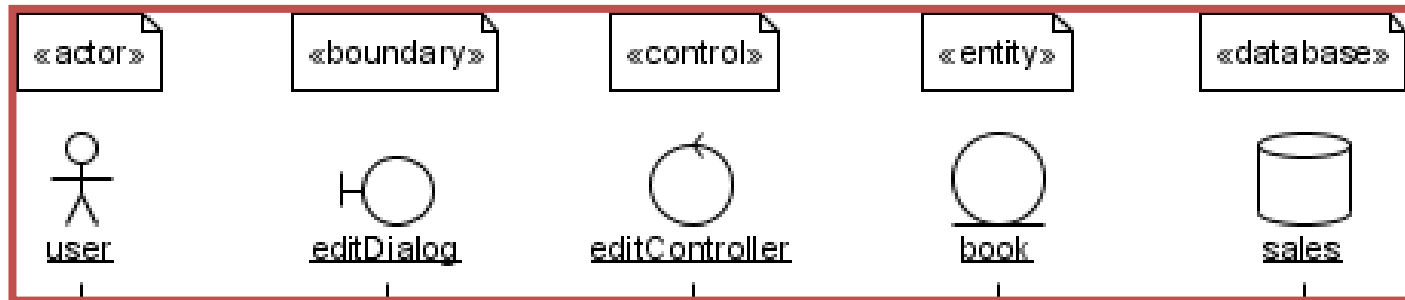 «actor» «boundary» «control» «entity» «database»
user editDialog editController book sales